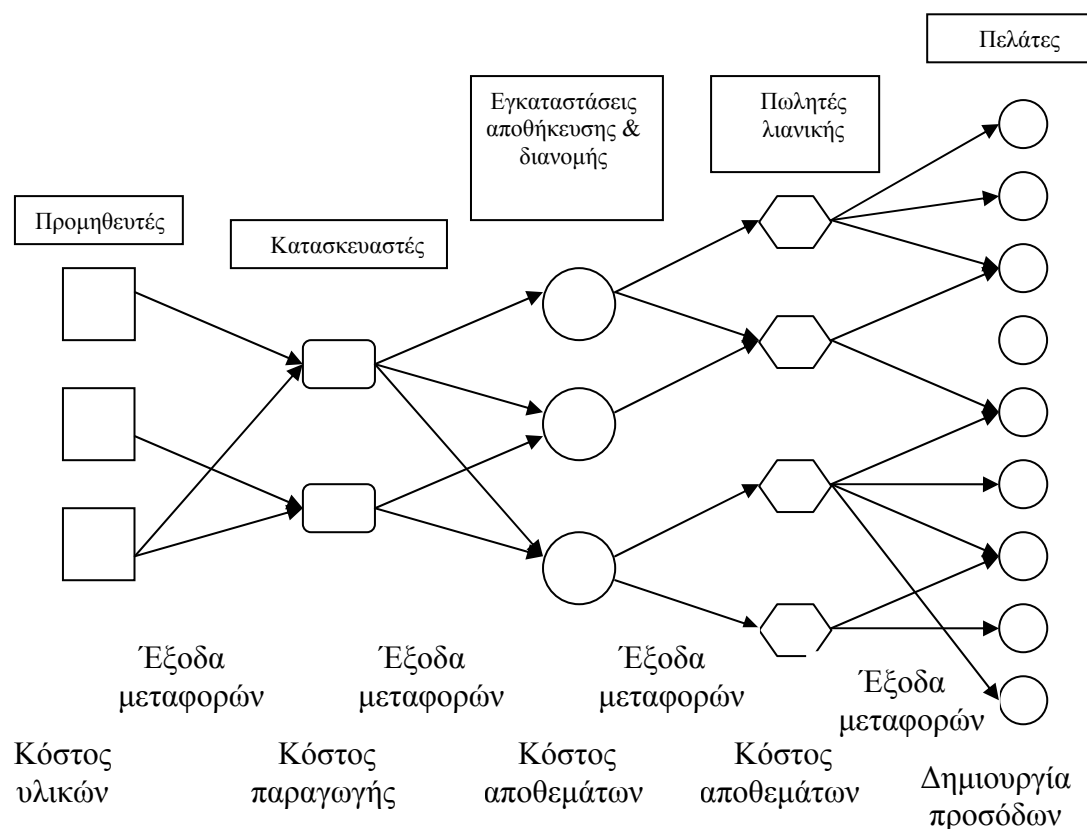 Πελάτες
Εγκαταστάσεις
αποθήκευσης &
διανομής
Πωλητές
λιανικής
Προμηθευτές
Κατασκευαστές
Έξοδα
μεταφορών
Έξοδα
μεταφορών
Έξοδα
μεταφορών
Έξοδα
μεταφορών
Κόστος
υλικών
Κόστος
παραγωγής
Κόστος
αποθεμάτων
Κόστος
αποθεμάτων
Δημιουργία
προσόδων